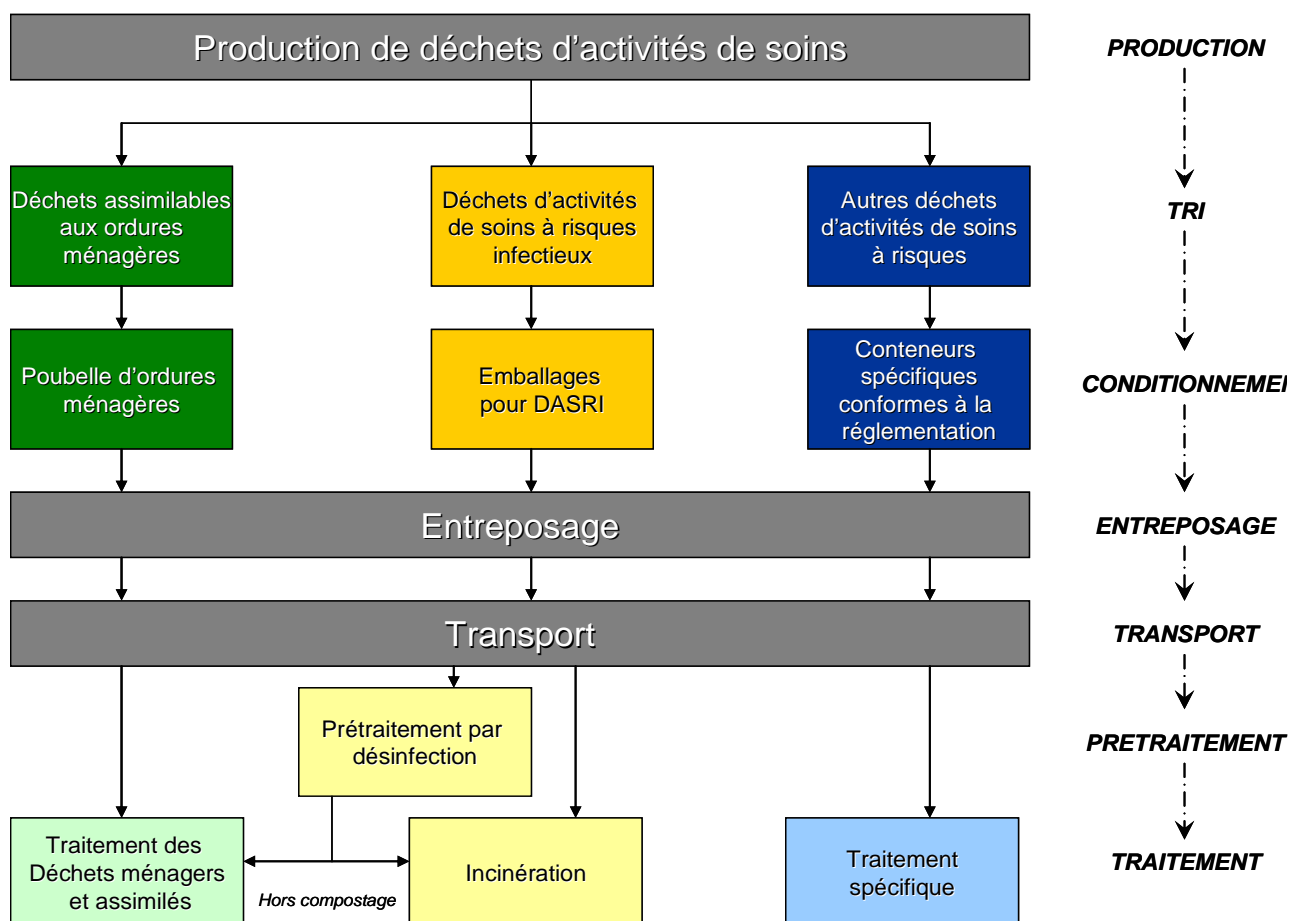 Production de déchets d’activités de soins
PRODUCTION
Déchets assimilables
aux ordures
ménagères
Déchets d’activités
de soins à risques
infectieux
Autres déchets
d’activités de soins
à risques
TRI
Poubelle d’ordures
ménagères
Emballages
pour DASRI
Conteneurs
spécifiques
conformes à la
réglementation
CONDITIONNEME
Entreposage
ENTREPOSAGE
Transport
TRANSPORT
Prétraitement par
désinfection
PRETRAITEMENT
Traitement des
Déchets ménagers
et assimilés
Hors compostage
Incinération
Traitement
spécifique
TRAITEMENT